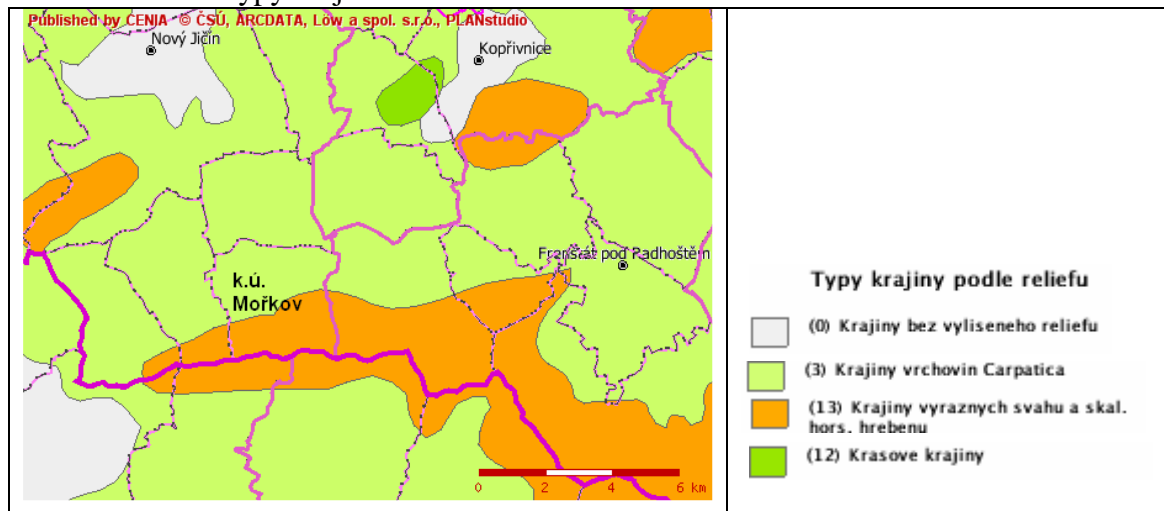 Published by CENIA © ČSÚ, ARCDATA, Löw a spol. s.r.o., PLANstudio
Nový Jičín
Kopřivnice
Frenštát pod Radhoštěm
k.ú.
Mořkov
0 2 4 6 km
Typy krajiny podle reliefu
(0) Krajiny bez vyliseneho reliefu
(3) Krajiny vrchovin Carpatica
(13) Krajiny vyraznych svahu a skal.
hors. hrebenu
(12) Krasove krajiny